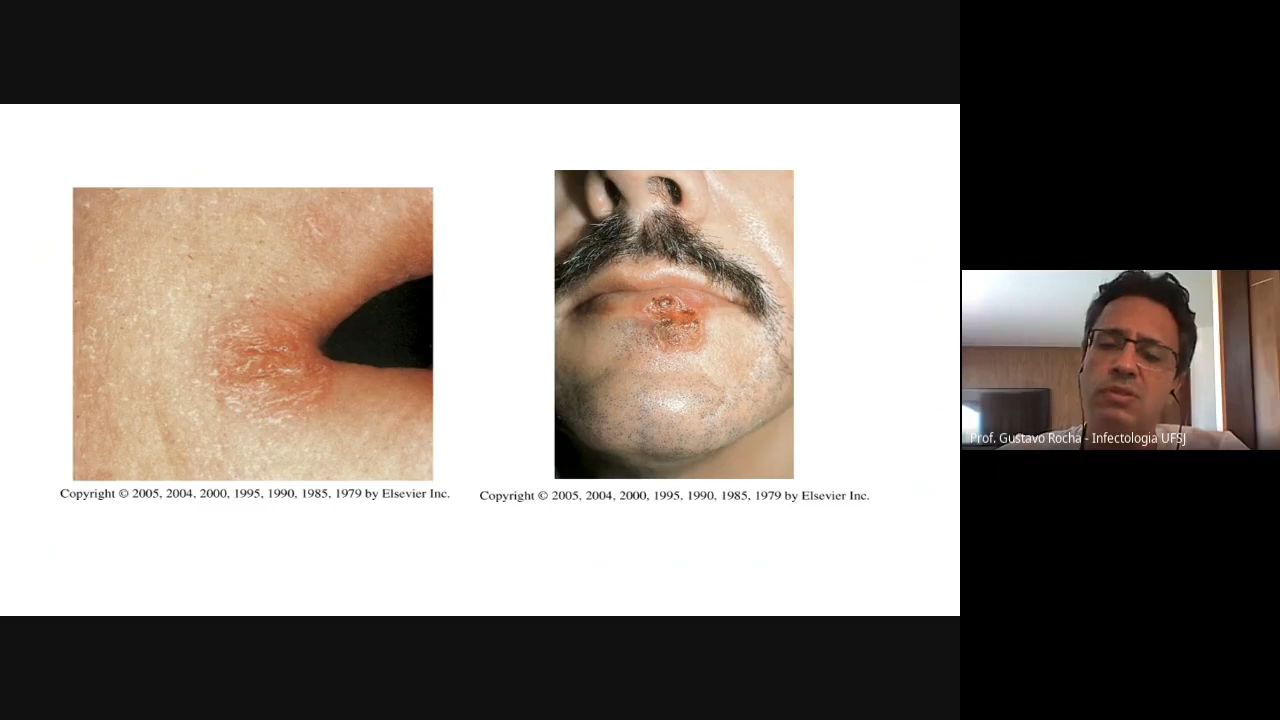 Copyright © 2005, 2004, 2000, 1995, 1990, 1985, 1979 by Elsevier Inc.
Copyright © 2005, 2004, 2000, 1995, 1990, 1985, 1979 by Elsevier Inc.
Prof. Gustavo Rocha - Infectologia UFSJ